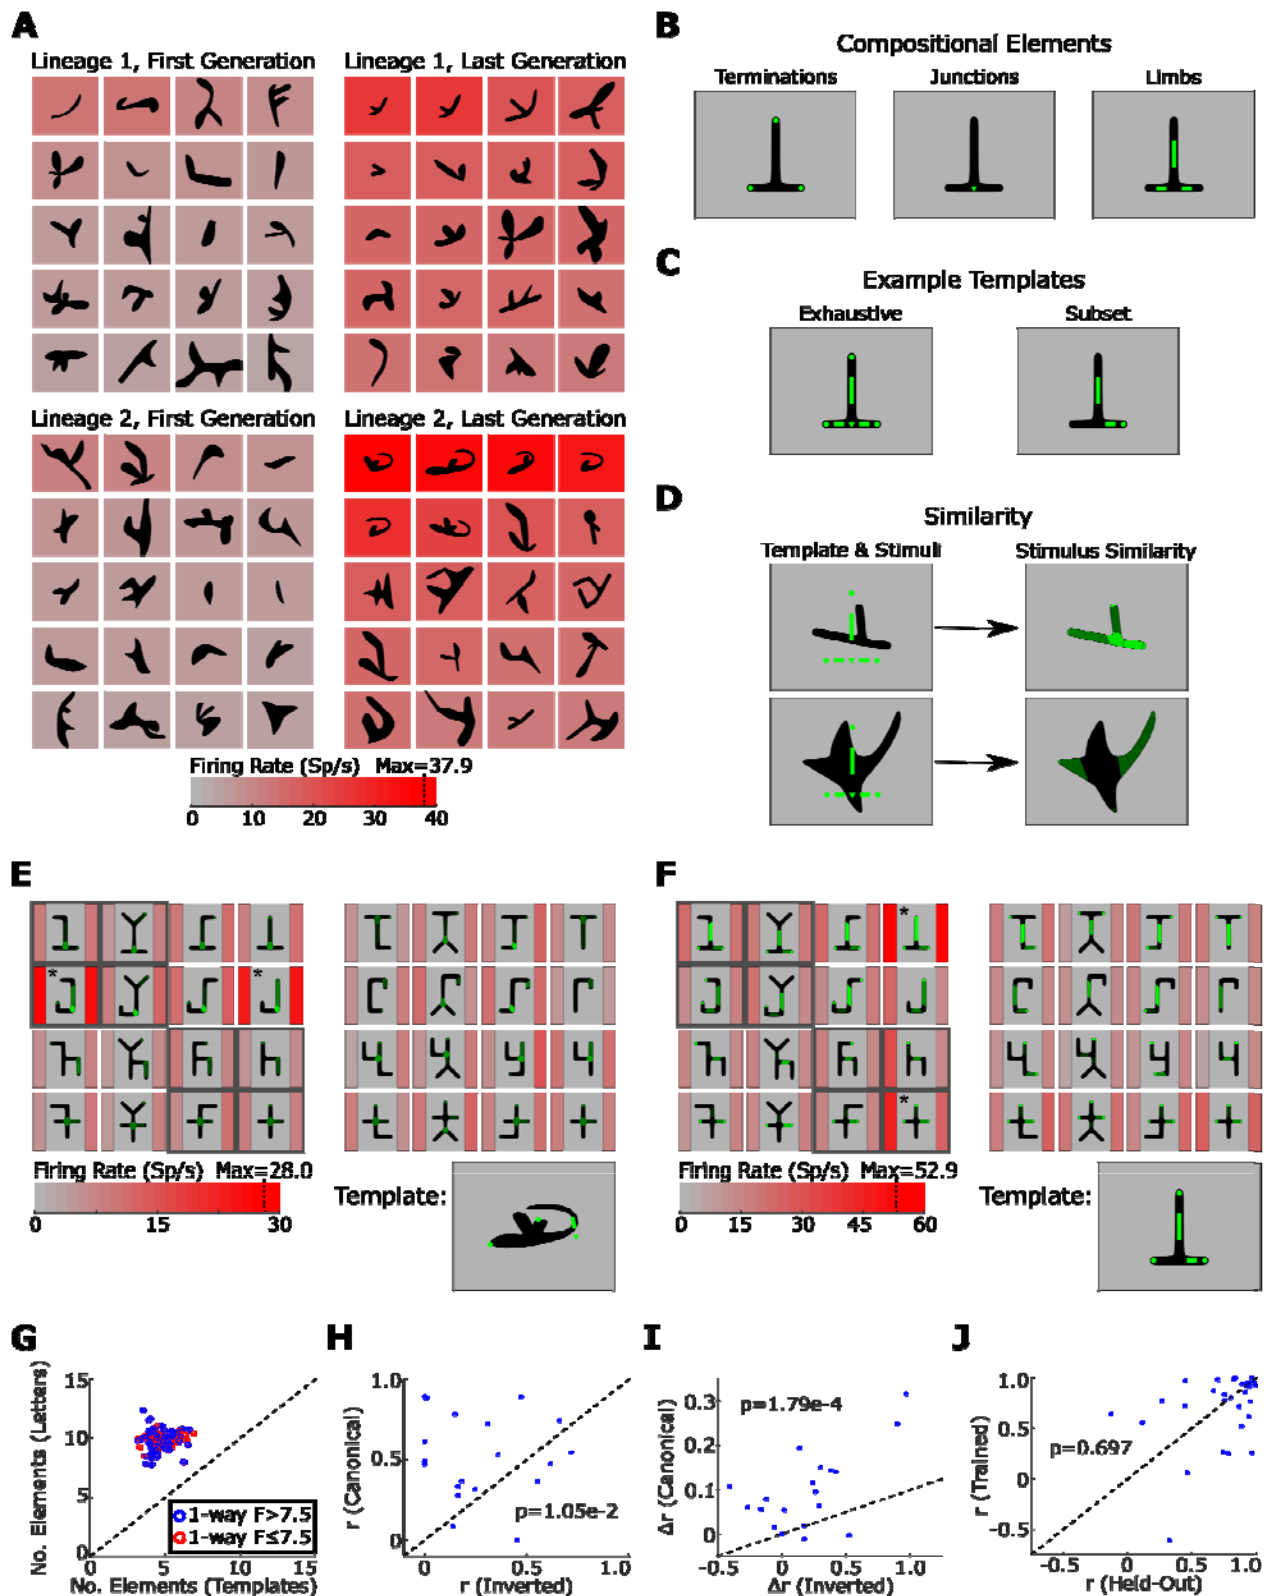 A
Lineage 1, First Generation
Lineage 1, Last Generation
Lineage 2, First Generation
Lineage 2, Last Generation
Firing Rate (Sp/s) Max=37.9
0 10 20 30 40
B
Compositional Elements
Terminations Junctions Limbs
C
Example Templates
Exhaustive Subset
D
Similarity
Template & Stimuli Stimulus Similarity
E
*
*
Firing Rate (Sp/s) Max=28.0
0 15 30
Template:
F
*
*
Firing Rate (Sp/s) Max=52.9
0 15 30 45 60
Template:
G
No. Elements (Letters)
15
10
5
0
0 5 10 15
No. Elements (Templates)
1-way F>7.5
1-way F≤7.5
H
r (Canonical)
1.0
0.5
0
0 0.5 1.0
r (Inverted)
p=1.05e-2
I
Δr (Canonical)
0.3
0.2
0.1
0
-0.5 0 0.5 1.0
Δr (Inverted)
p=1.79e-4
J
r (Trained)
1.0
0.5
0
-0.5
-0.5 0 0.5 1.0
r (Held-Out)
p=0.697